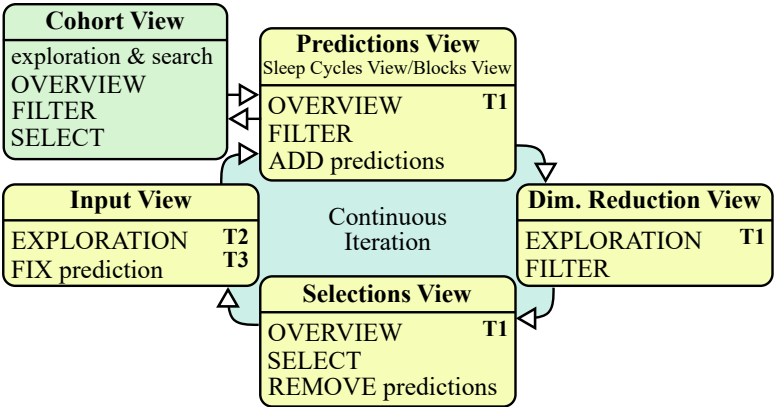 Cohort View
exploration & search
OVERVIEW
FILTER
SELECT
Predictions View
Sleep Cycles View/Blocks View
OVERVIEW T1
FILTER
ADD predictions
Input View
EXPLORATION T2
FIX prediction T3
Continuous
Iteration
Dim. Reduction View
EXPLORATION T1
FILTER
Selections View
OVERVIEW T1
SELECT
REMOVE predictions